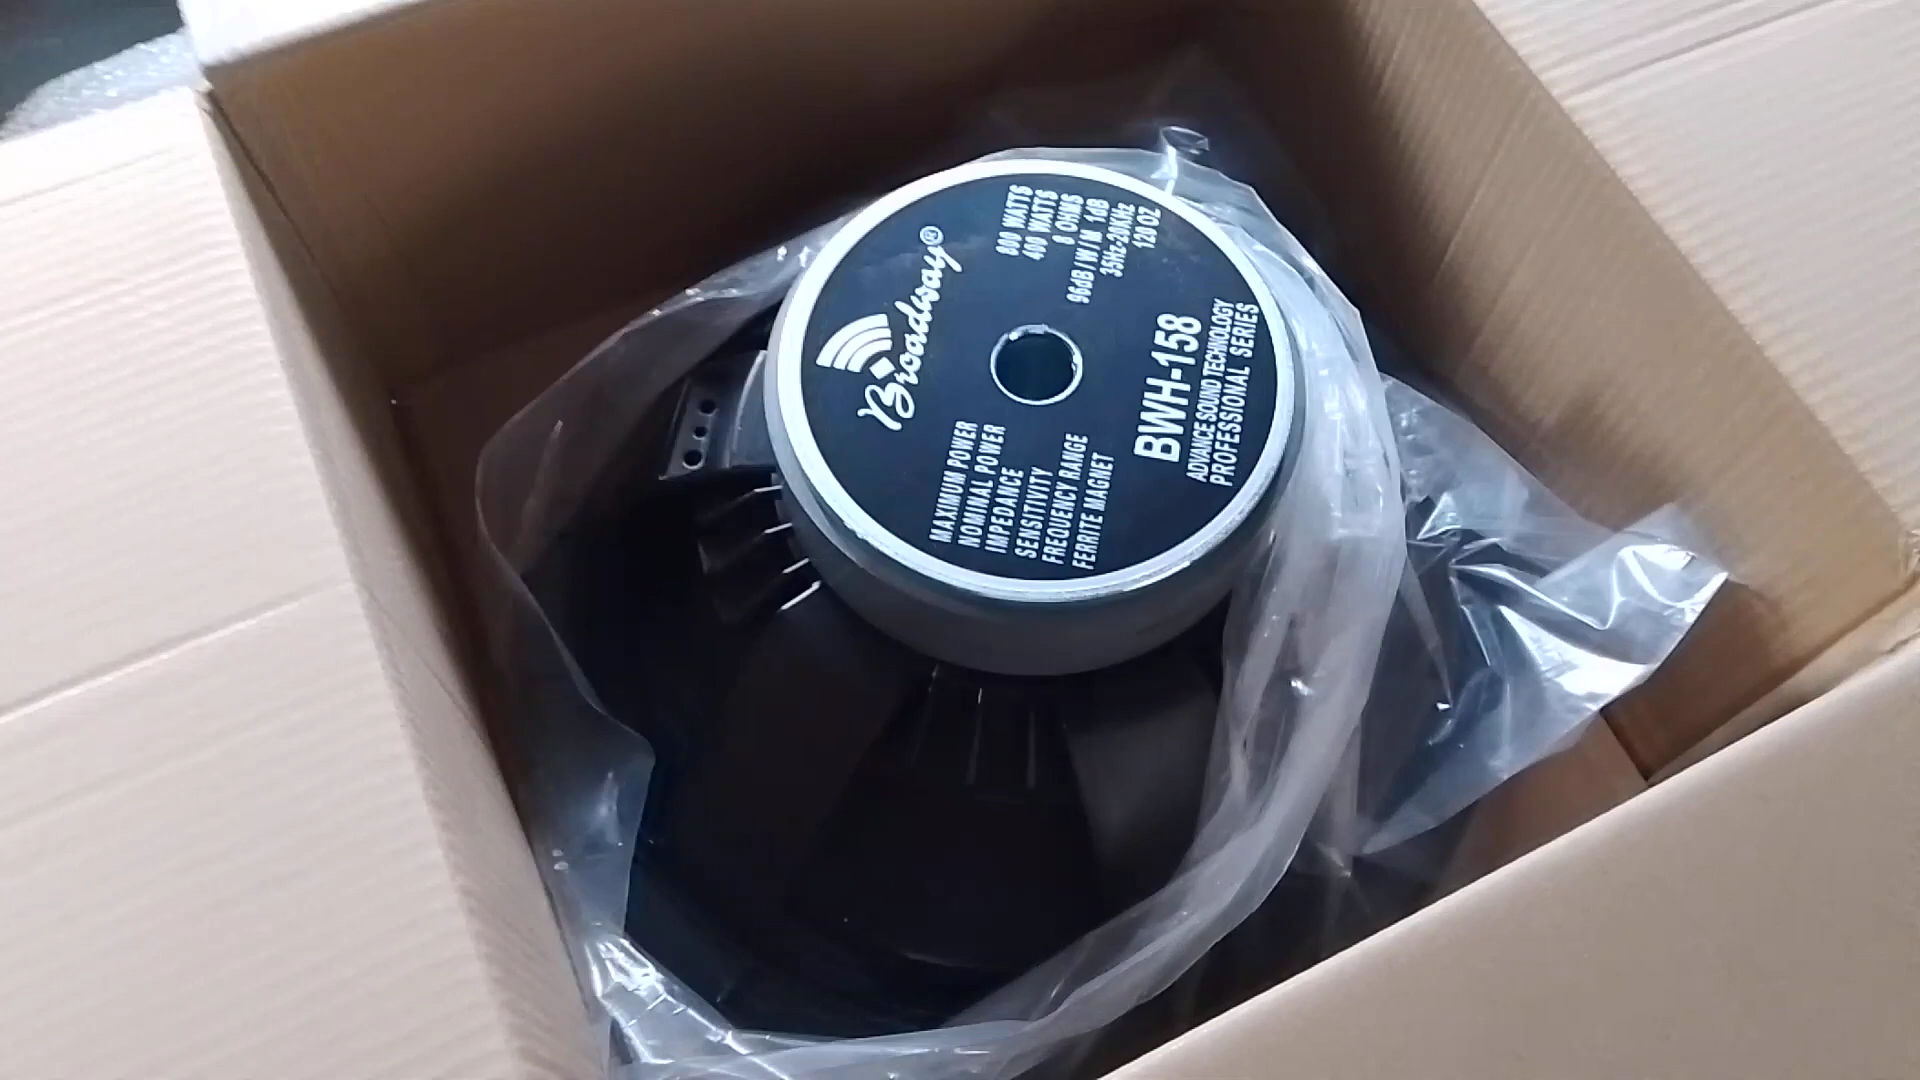 Broadway®
MAXIMUM POWER 800 WATTS
NOMINAL POWER 400 WATTS
IMPEDANCE 8 OHMS
SENSITIVITY 96dB/W/M 1dB
FREQUENCY RANGE 35Hz-20KHz
FERRITE MAGNET 120 OZ
BWH-158
ADVANCE SOUND TECHNOLOGY
PROFESSIONAL SERIES